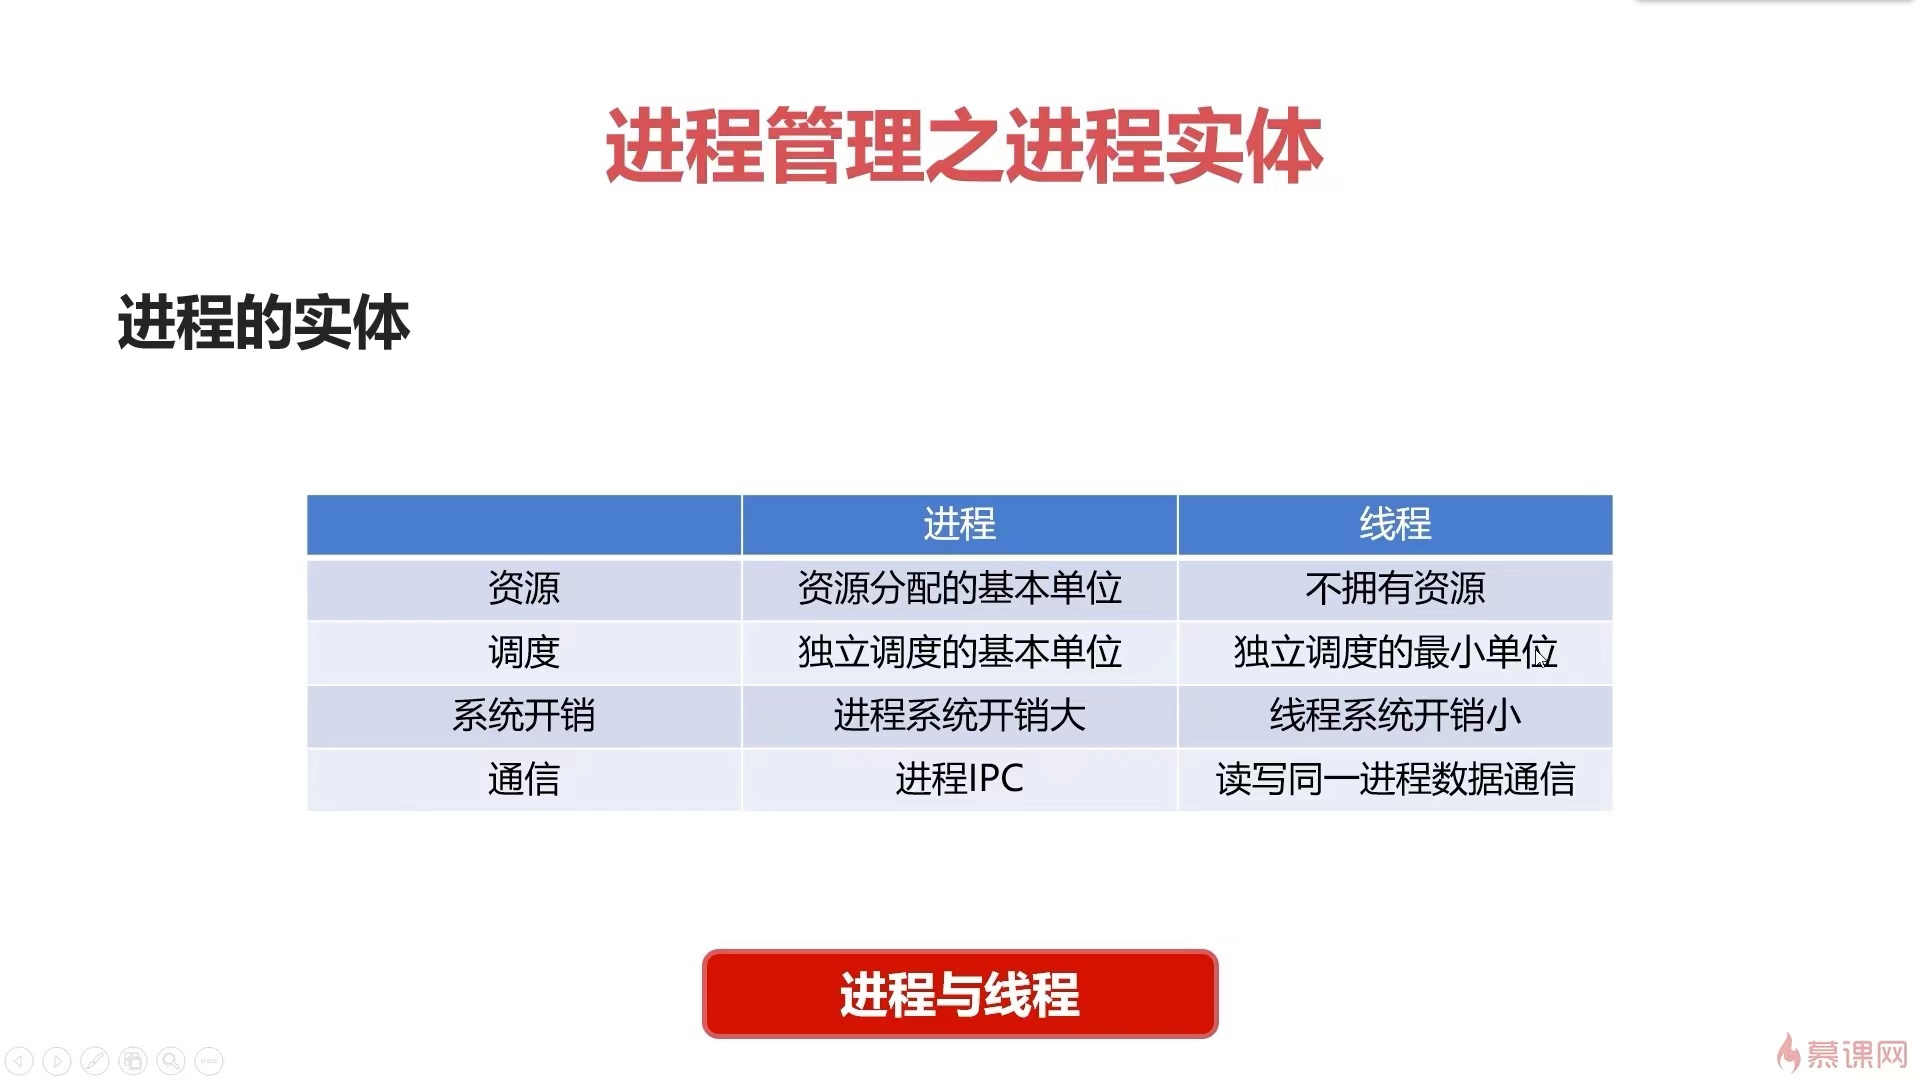 进程管理之进程实体
进程的实体
进程 线程
资源 资源分配的基本单位 不拥有资源
调度 独立调度的基本单位 独立调度的最小单位
系统开销 进程系统开销大 线程系统开销小
通信 进程IPC 读写同一进程数据通信
进程与线程
慕课网